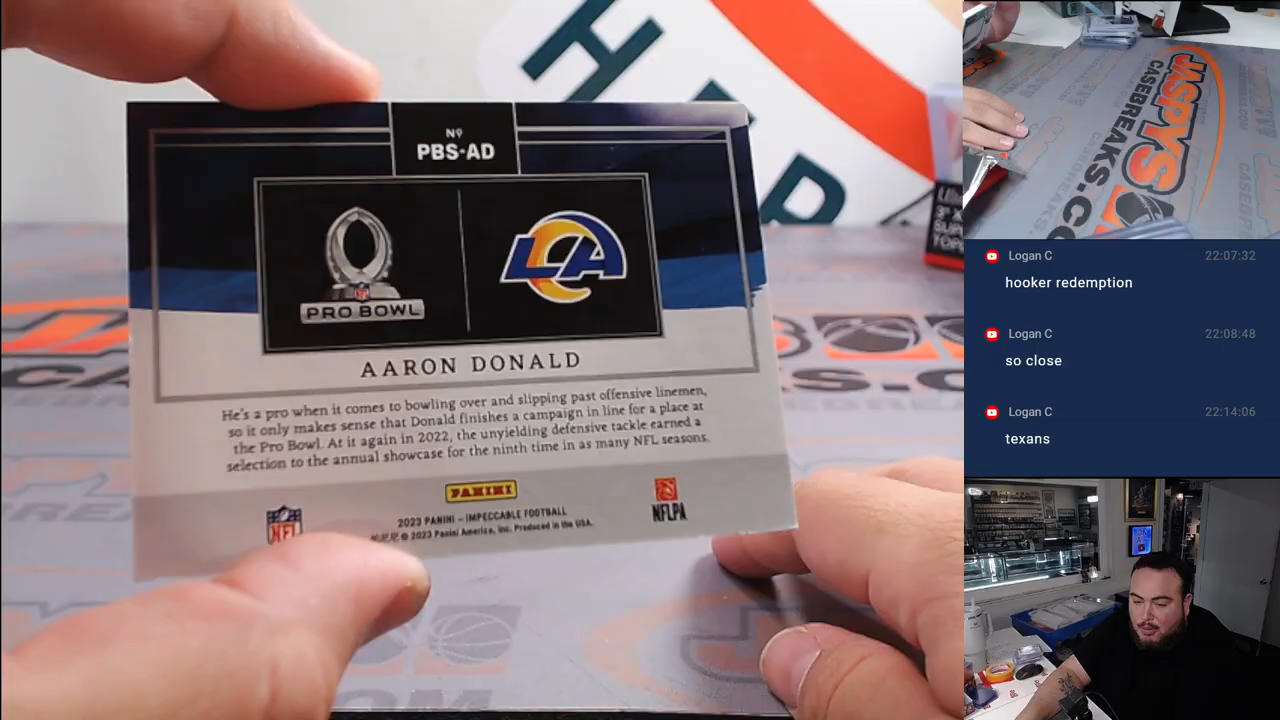 Nº
PBS-AD
PRO BOWL
LA
AARON DONALD
He's a pro when it comes to bowling over and slipping past offensive linemen,
so it only makes sense that Donald finishes a campaign in line for a place at
the Pro Bowl. At it again in 2022, the unyielding defensive tackle earned a
selection to the annual showcase for the ninth time in as many NFL seasons.
PANINI
2023 PANINI – IMPECCABLE FOOTBALL
© 2023 Panini America, Inc. Produced in the USA.
NFL
NFLPA
JASPYS
CASEBREAKS.C
Logan C 22:07:32
hooker redemption
Logan C 22:08:48
so close
Logan C 22:14:06
texans